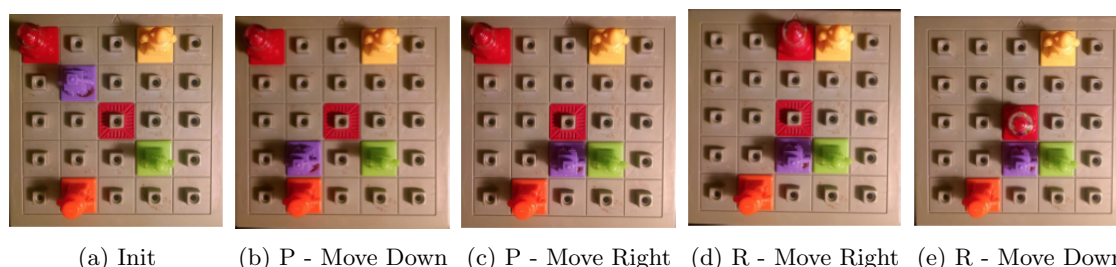 (a) Init
(b) P - Move Down
(c) P - Move Right
(d) R - Move Right
(e) R - Move Down